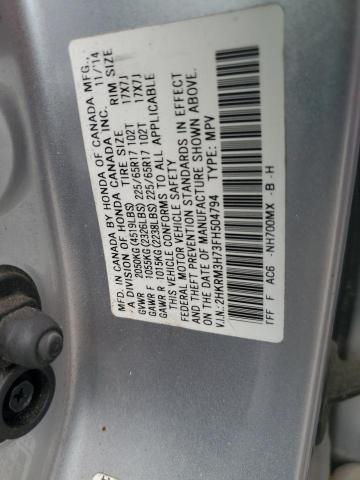 MFD. IN CANADA BY HONDA OF CANADA MFG.,
A DIVISION OF HONDA CANADA INC. 11/14
TIRE SIZE RIM SIZE
GVWR 2050KG(4519LBS)
GAWR F 1055KG(2326LBS) 225/65R17 102T 17X7J
GAWR R 1015KG(2238LBS) 225/65R17 102T 17X7J
THIS VEHICLE CONFORMS TO ALL APPLICABLE
FEDERAL MOTOR VEHICLE SAFETY
AND THEFT PREVENTION STANDARDS IN EFFECT ON
THE DATE OF MANUFACTURE SHOWN ABOVE.
V.I.N.:2HKRM3H73FH504794 TYPE: MPV
TFF F AC6 -NH700MX -B -H